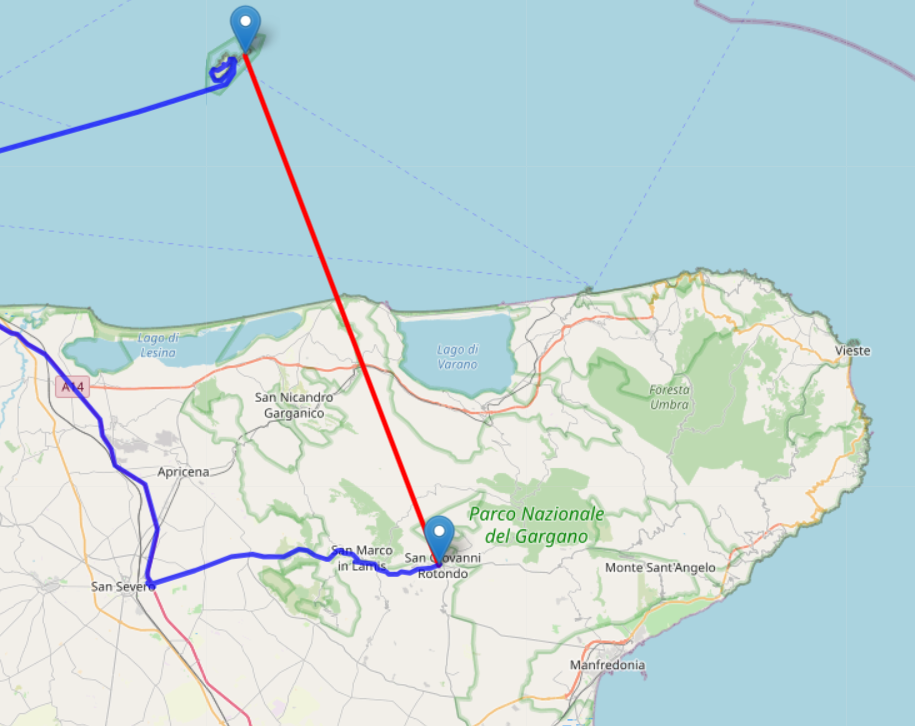 Lago di
Lesina
Lago di
Varano
Vieste
A14
San Nicandro
Garganico
Foresta
Umbra
Apricena
Parco Nazionale
del Gargano
San Marco
in Lamis
San Giovanni
Rotondo
Monte Sant'Angelo
San Severo
Manfredonia